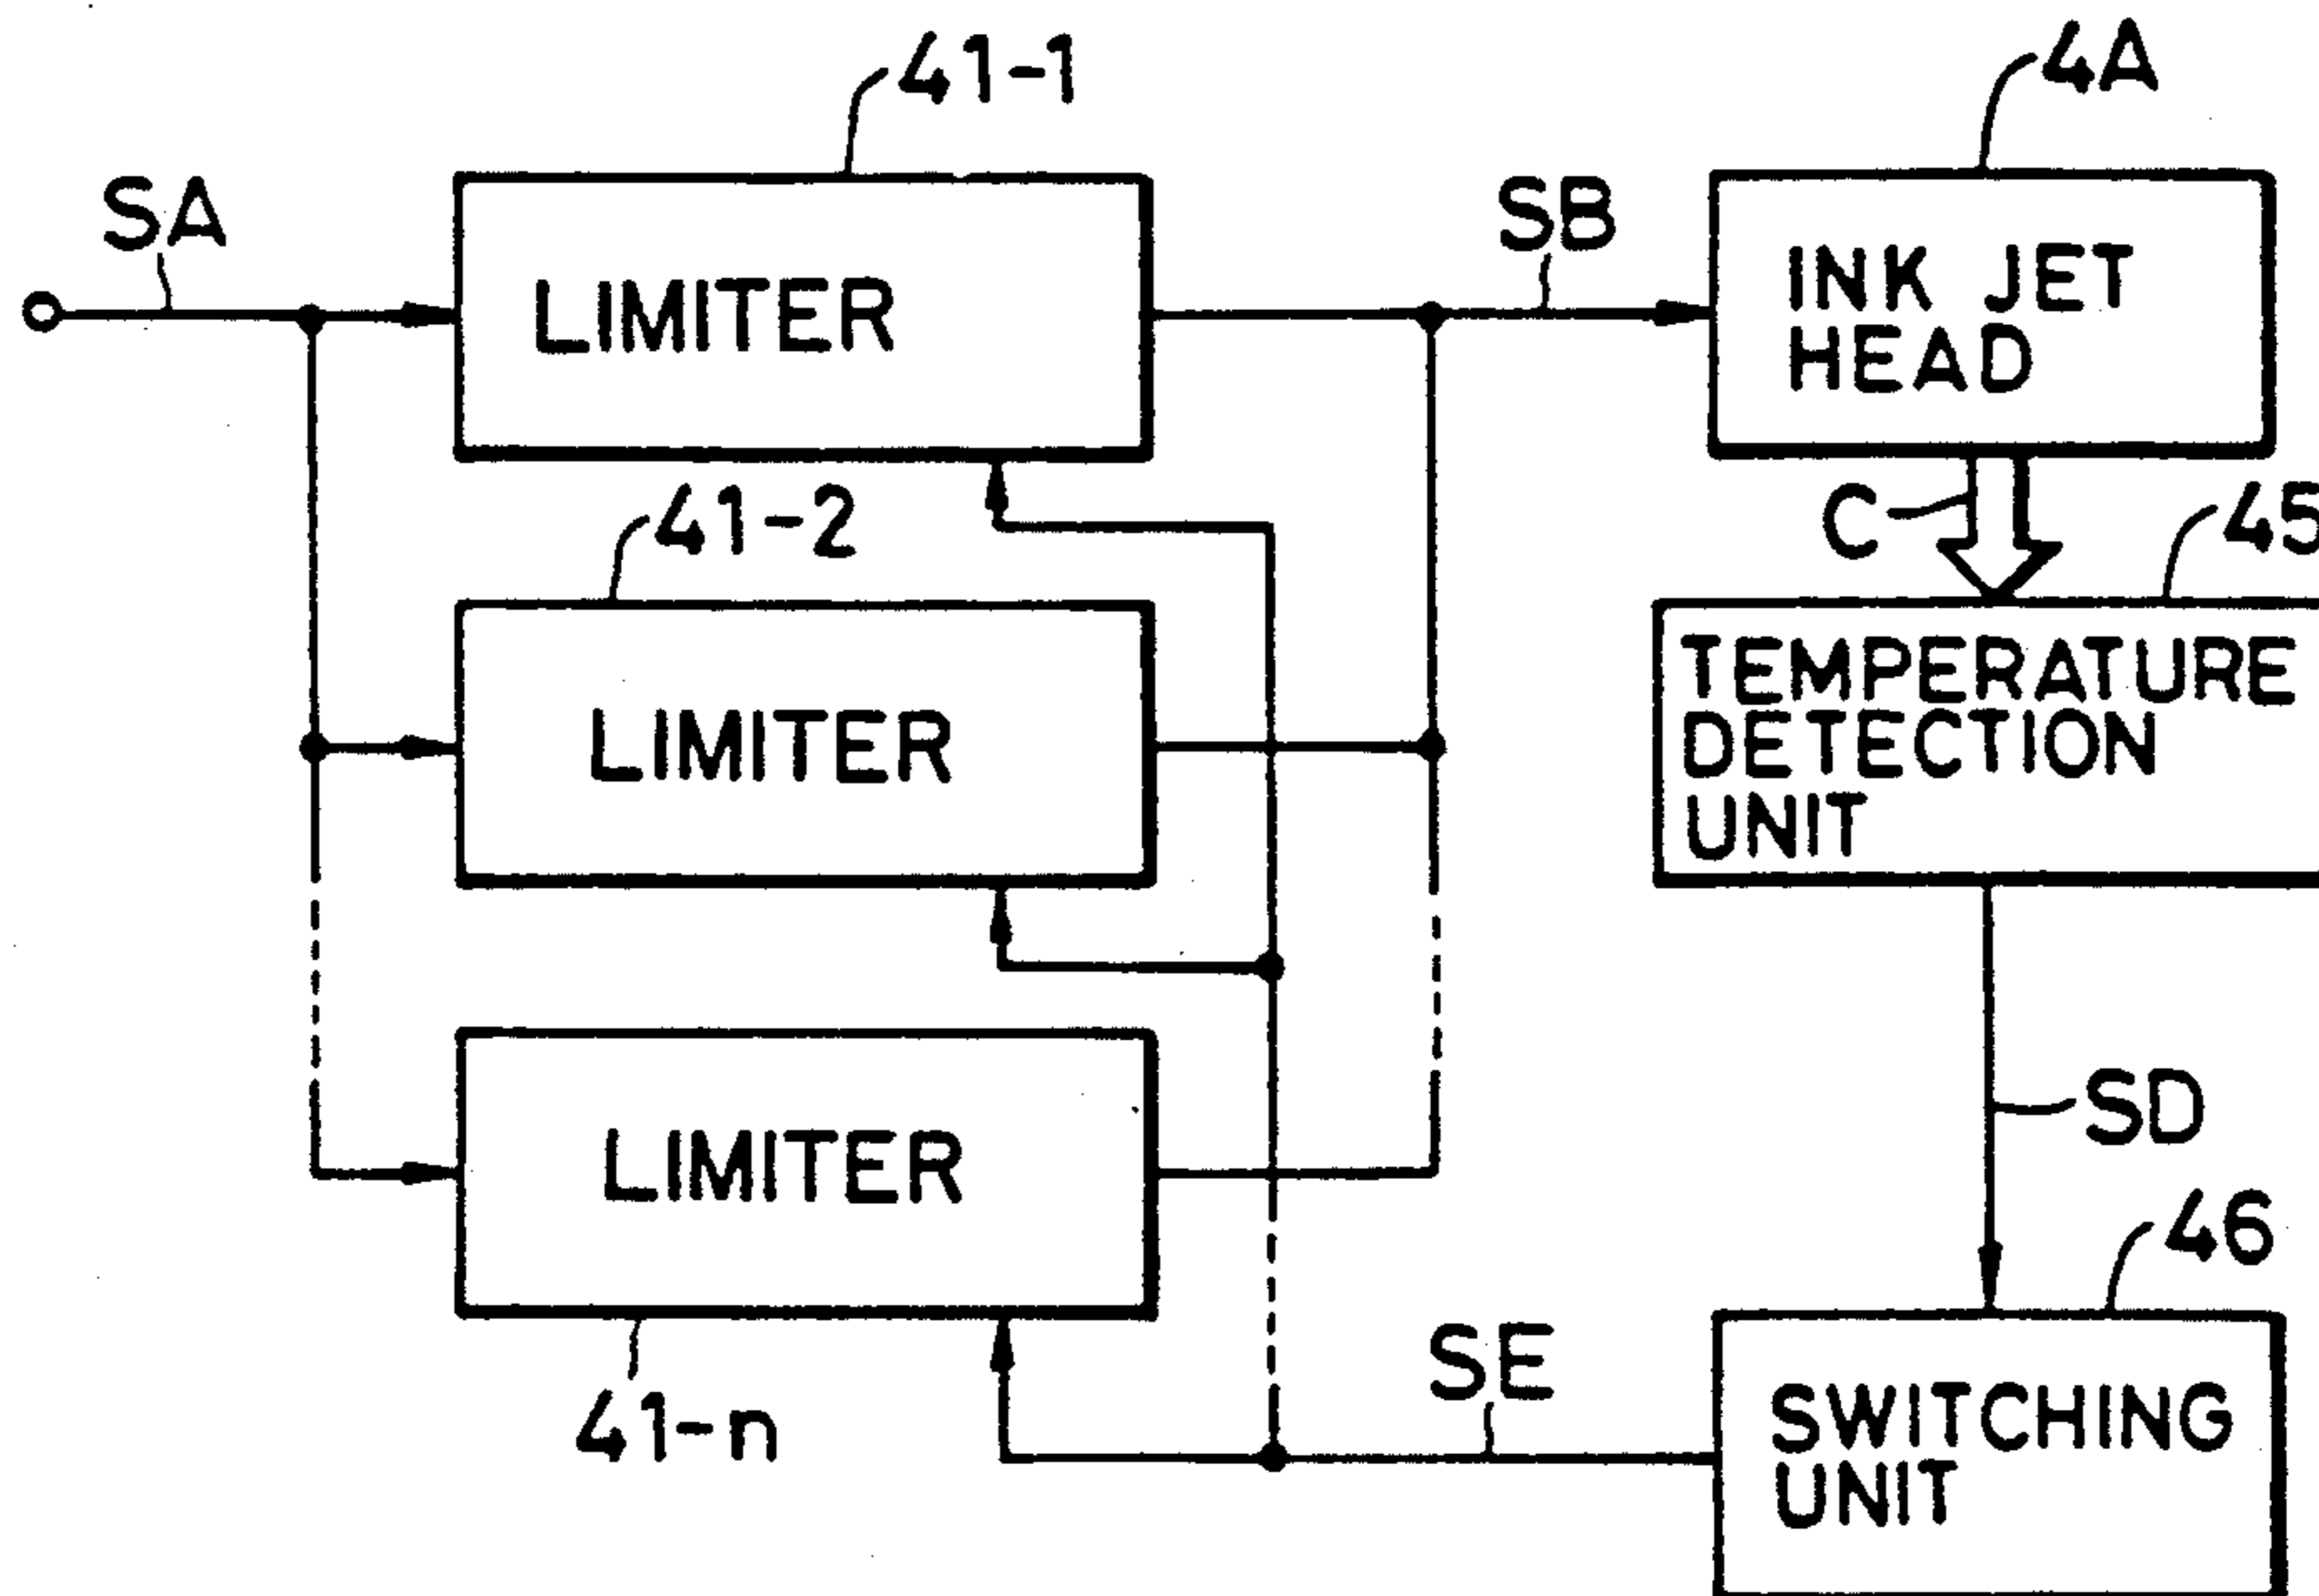 41-1
4A
SA
LIMITER
SB
INK JET
HEAD
41-2
C
45
LIMITER
TEMPERATURE
DETECTION
UNIT
SD
LIMITER
46
41-n
SE
SWITCHING
UNIT